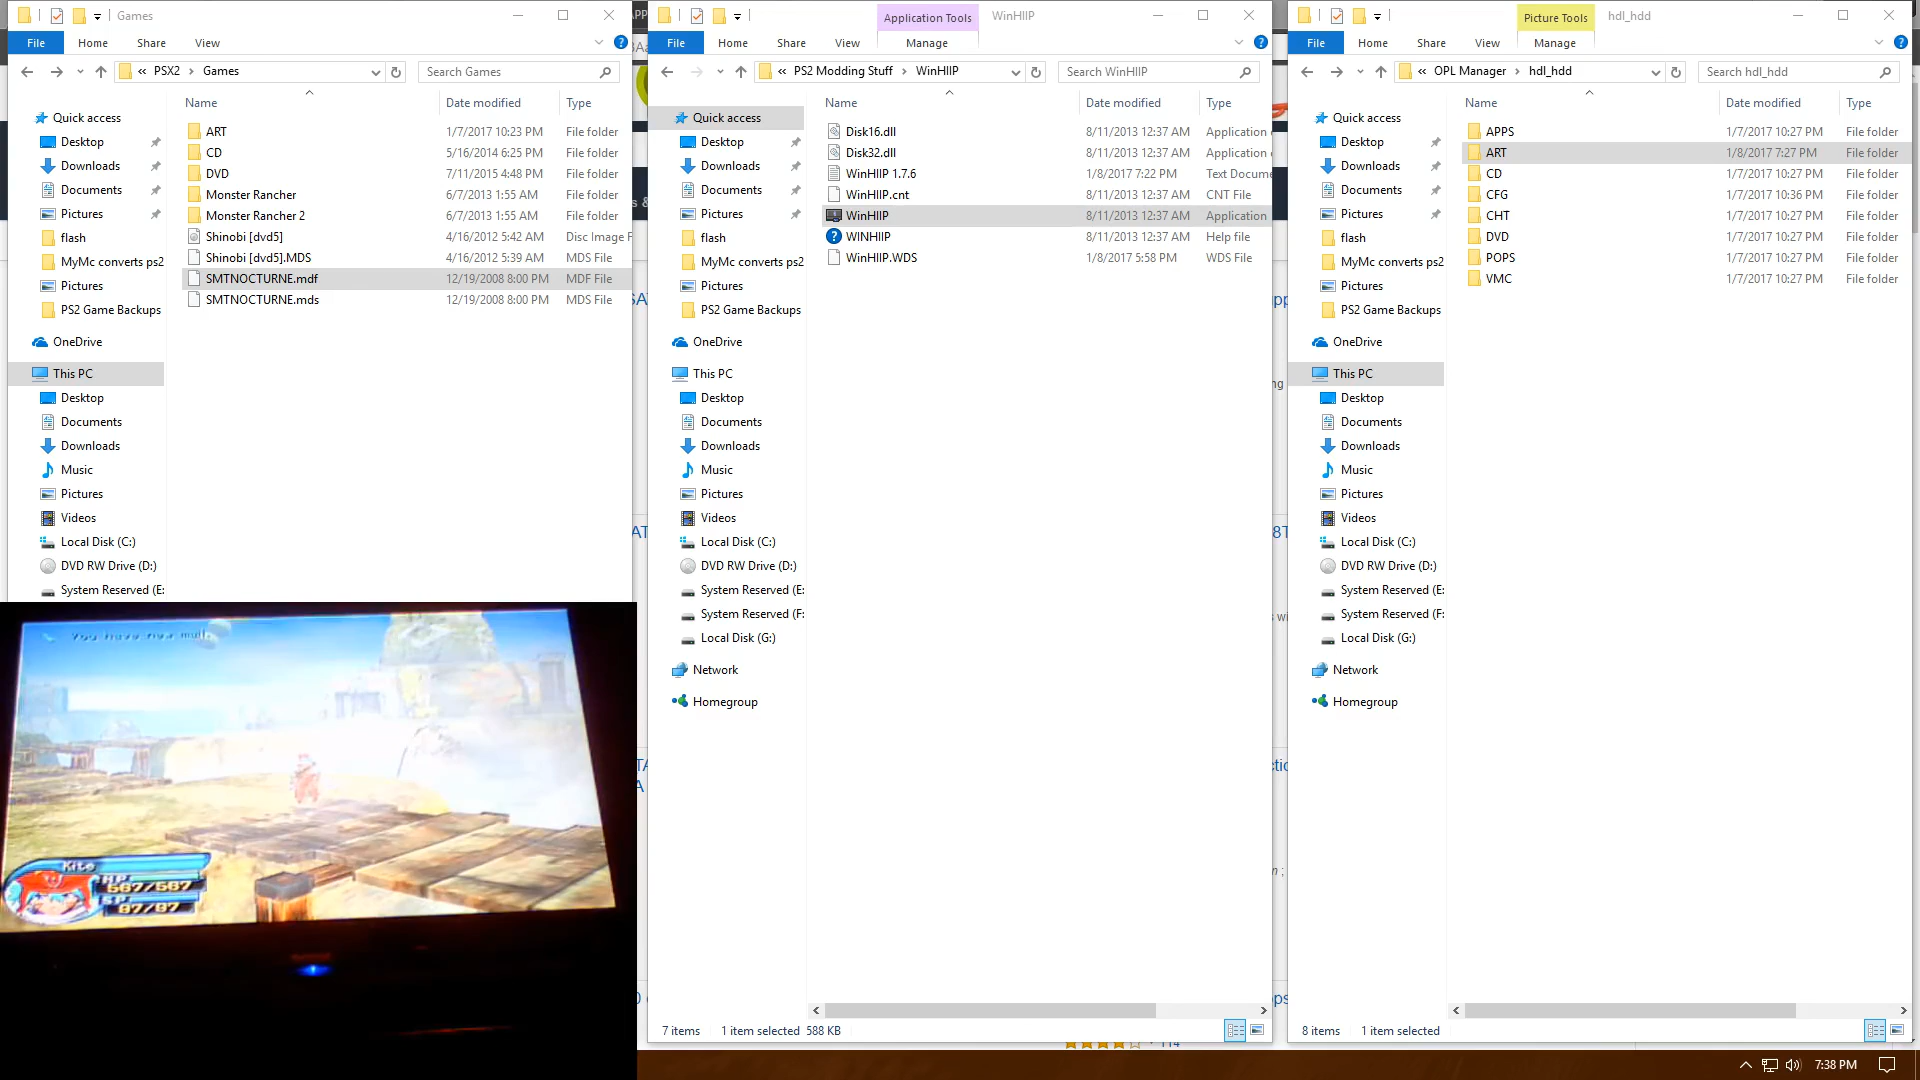 Games
File
Home
Share
View
« PSX2 > Games
Search Games
Name
Date modified
Type
Quick access
Desktop
Downloads
Documents
Pictures
flash
MyMc converts ps2
Pictures
PS2 Game Backups
OneDrive
This PC
Desktop
Documents
Downloads
Music
Pictures
Videos
Local Disk (C:)
DVD RW Drive (D:)
System Reserved (E:
ART 1/7/2017 10:23 PM File folder
CD 5/16/2014 6:25 PM File folder
DVD 7/11/2015 4:48 PM File folder
Monster Rancher 6/7/2013 1:55 AM File folder
Monster Rancher 2 6/7/2013 1:55 AM File folder
Shinobi [dvd5] 4/16/2012 5:42 AM Disc Image F
Shinobi [dvd5].MDS 4/16/2012 5:39 AM MDS File
SMTNOCTURNE.mdf 12/19/2008 8:00 PM MDF File
SMTNOCTURNE.mds 12/19/2008 8:00 PM MDS File
You have new mail.
Kite
HP
587/587
SP
97/97
Application Tools
WinHIIP
File
Home
Share
View
Manage
« PS2 Modding Stuff > WinHIIP
Search WinHIIP
Name
Date modified
Type
Quick access
Desktop
Downloads
Documents
Pictures
flash
MyMc converts ps2
Pictures
PS2 Game Backups
OneDrive
This PC
Desktop
Documents
Downloads
Music
Pictures
Videos
Local Disk (C:)
DVD RW Drive (D:)
System Reserved (E:
System Reserved (F:
Local Disk (G:)
Network
Homegroup
Disk16.dll 8/11/2013 12:37 AM Application
Disk32.dll 8/11/2013 12:37 AM Application
WinHIIP 1.7.6 1/8/2017 7:22 PM Text Docume
WinHIIP.cnt 8/11/2013 12:37 AM CNT File
WinHIIP 8/11/2013 12:37 AM Application
WINHIIP 8/11/2013 12:37 AM Help file
WinHIIP.WDS 1/8/2017 5:58 PM WDS File
7 items 1 item selected 588 KB
Picture Tools
hdl_hdd
File
Home
Share
View
Manage
« OPL Manager > hdl_hdd
Search hdl_hdd
Name
Date modified
Type
Quick access
Desktop
Downloads
Documents
Pictures
flash
MyMc converts ps2
Pictures
PS2 Game Backups
OneDrive
This PC
Desktop
Documents
Downloads
Music
Pictures
Videos
Local Disk (C:)
DVD RW Drive (D:)
System Reserved (E:
System Reserved (F:
Local Disk (G:)
Network
Homegroup
APPS 1/7/2017 10:27 PM File folder
ART 1/8/2017 7:27 PM File folder
CD 1/7/2017 10:27 PM File folder
CFG 1/7/2017 10:36 PM File folder
CHT 1/7/2017 10:27 PM File folder
DVD 1/7/2017 10:27 PM File folder
POPS 1/7/2017 10:27 PM File folder
VMC 1/7/2017 10:27 PM File folder
8 items 1 item selected
7:38 PM